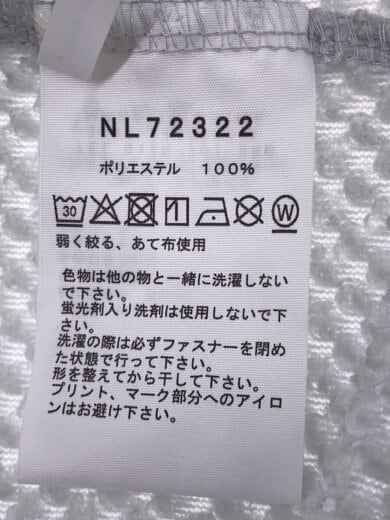 NL72322
ポリエステル 100%
30 W
弱く絞る、あて布使用
色物は他の物と一緒に洗濯しない
で下さい。
蛍光剤入り洗剤は使用しないで下
さい。
洗濯の際は必ずファスナーを閉め
た状態で行って下さい。
形を整えてから干して下さい。
プリント、マーク部分へのアイロ
ンはお避け下さい。